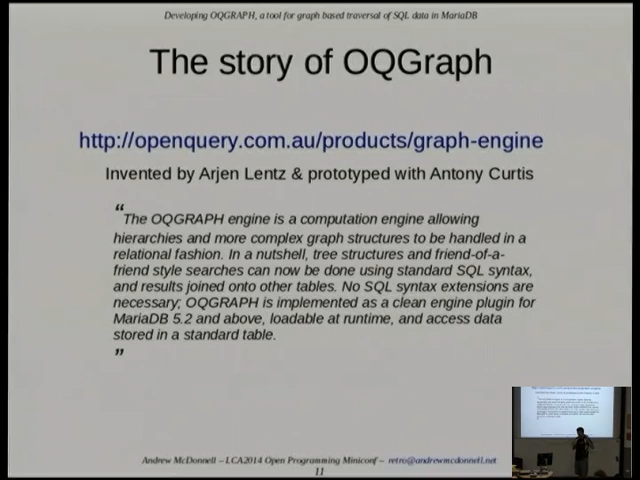 Developing OQGRAPH, a tool for graph based traversal of SQL data in MariaDB
The story of OQGraph
http://openquery.com.au/products/graph-engine
Invented by Arjen Lentz & prototyped with Antony Curtis
“
The OQGRAPH engine is a computation engine allowing
hierarchies and more complex graph structures to be handled in a
relational fashion. In a nutshell, tree structures and friend-of-a-
friend style searches can now be done using standard SQL syntax,
and results joined onto other tables. No SQL syntax extensions are
necessary; OQGRAPH is implemented as a clean engine plugin for
MariaDB 5.2 and above, loadable at runtime, and access data
stored in a standard table.
”
Andrew McDonnell – LCA2014 Open Programming Miniconf – retro@andrewmcdonnell.net
11